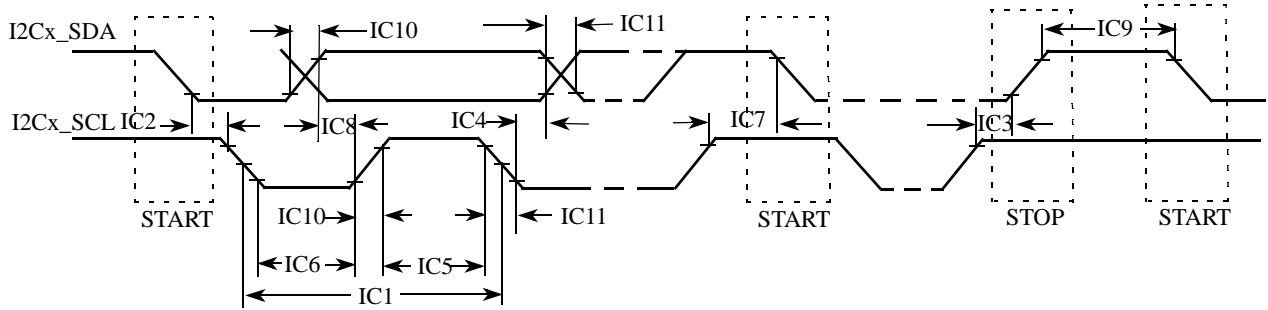 I2Cx_SDA
IC10
IC11
IC9
I2Cx_SCL
IC2
IC8
IC4
IC7
IC3
START
IC10
IC11
START
STOP
START
IC6
IC5
IC1